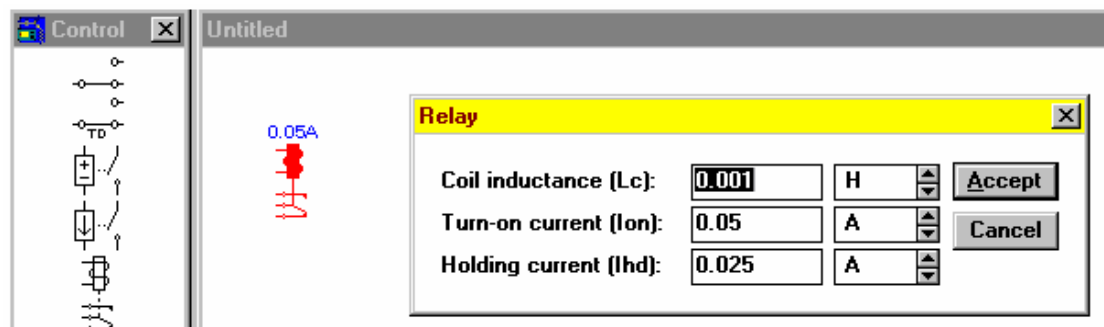 Control
Untitled
TD
0.05A
Relay
Coil inductance (Lc): 0.001 H Accept
Turn-on current (Ion): 0.05 A Cancel
Holding current (Ihd): 0.025 A